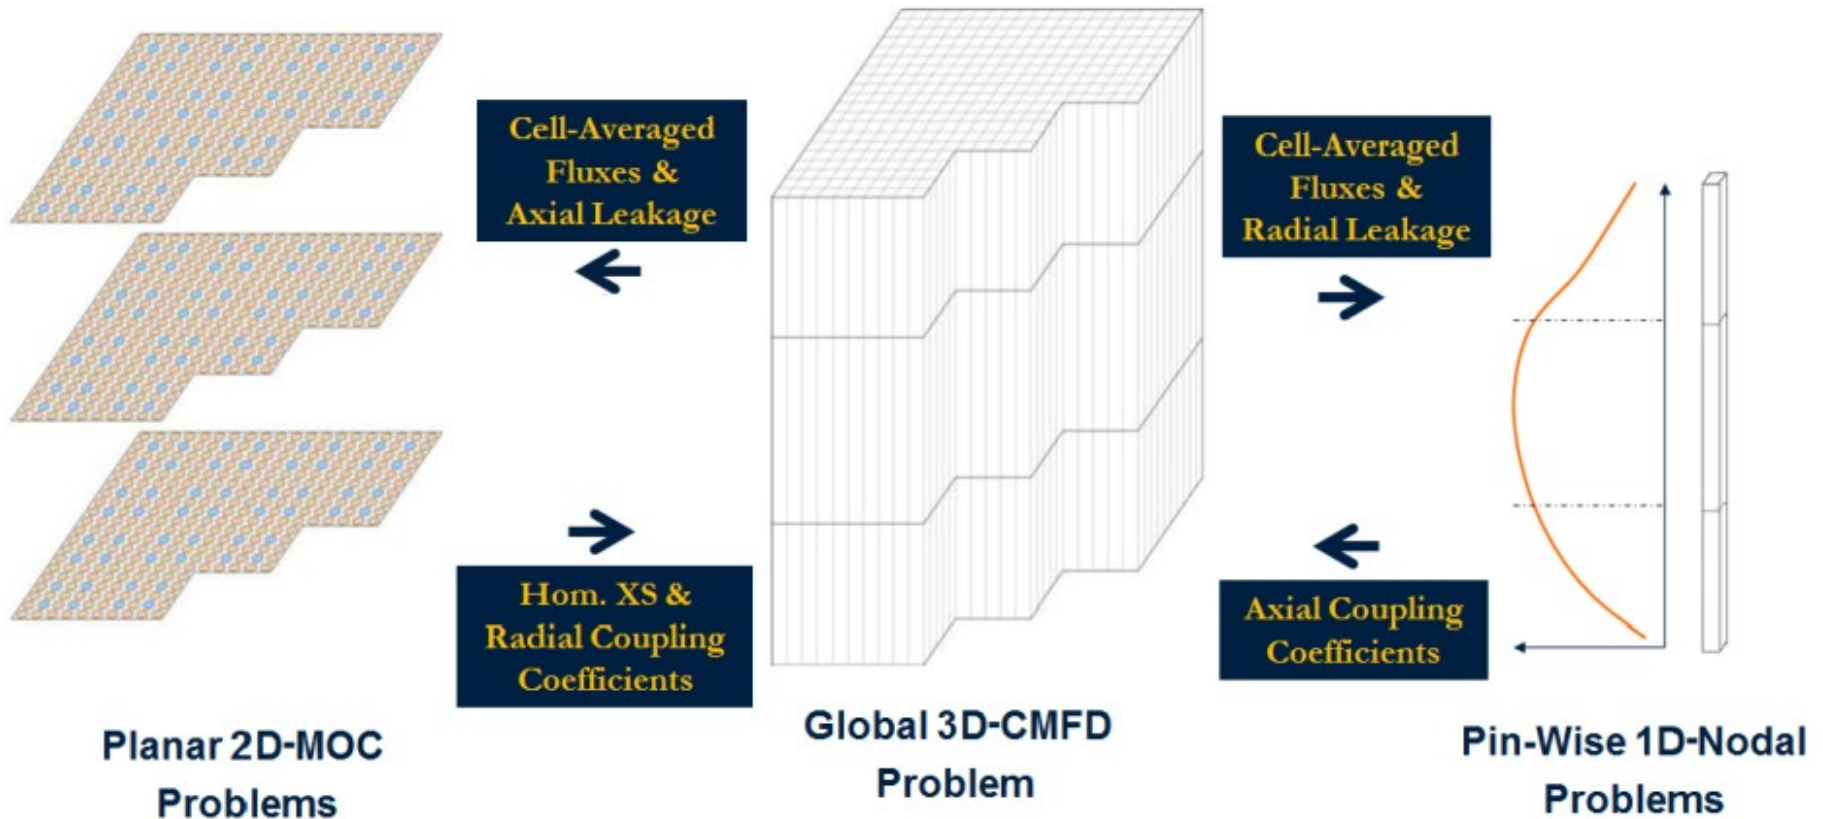 Cell-Averaged
Fluxes &
Axial Leakage
Cell-Averaged
Fluxes &
Radial Leakage
Hom. XS &
Radial Coupling
Coefficients
Axial Coupling
Coefficients
Planar 2D-MOC
Problems
Global 3D-CMFD
Problem
Pin-Wise 1D-Nodal
Problems